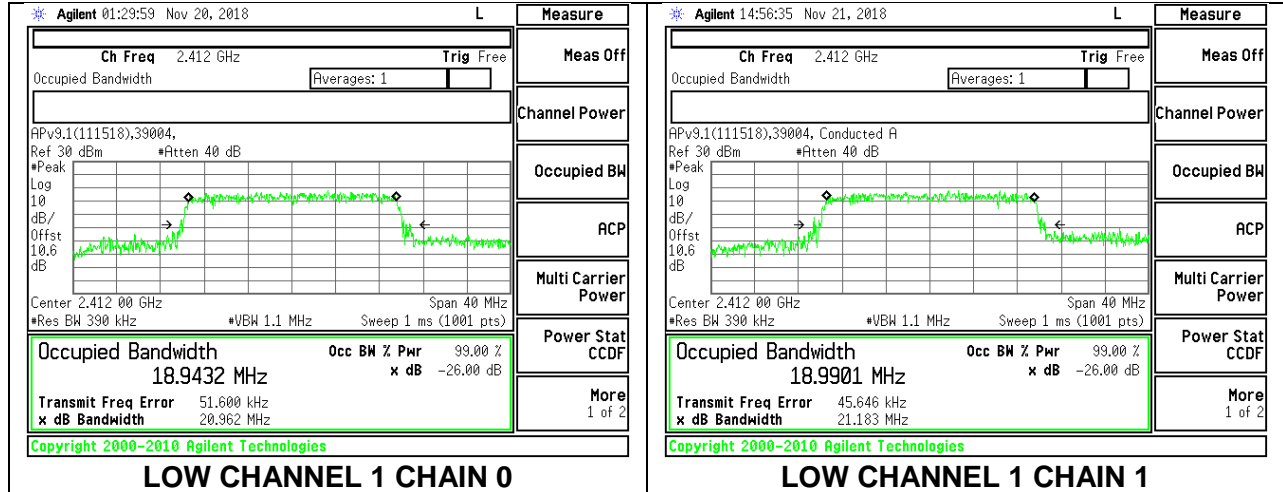 Agilent 01:29:59 Nov 20, 2018 L Measure
Ch Freq 2.412 GHz Trig Free
Occupied Bandwidth Averages: 1
APv9.1(111518),39004,
Ref 30 dBm #Atten 40 dB
#Peak
Log
10
dB/
Offst
10.6
dB
Center 2.412 00 GHz Span 40 MHz
#Res BW 390 kHz #VBW 1.1 MHz Sweep 1 ms (1001 pts)
Occupied Bandwidth Occ BW % Pwr 99.00 %
18.9432 MHz x dB -26.00 dB
Transmit Freq Error 51.600 kHz
x dB Bandwidth 20.962 MHz
Copyright 2000-2010 Agilent Technologies
Meas Off
Channel Power
Occupied BW
ACP
Multi Carrier
Power
Power Stat
CCDF
More
1 of 2
LOW CHANNEL 1 CHAIN 0
Agilent 14:56:35 Nov 21, 2018 L Measure
Ch Freq 2.412 GHz Trig Free
Occupied Bandwidth Averages: 1
APv9.1(111518),39004, Conducted A
Ref 30 dBm #Atten 40 dB
#Peak
Log
10
dB/
Offst
10.6
dB
Center 2.412 00 GHz Span 40 MHz
#Res BW 390 kHz #VBW 1.1 MHz Sweep 1 ms (1001 pts)
Occupied Bandwidth Occ BW % Pwr 99.00 %
18.9901 MHz x dB -26.00 dB
Transmit Freq Error 45.646 kHz
x dB Bandwidth 21.183 MHz
Copyright 2000-2010 Agilent Technologies
Meas Off
Channel Power
Occupied BW
ACP
Multi Carrier
Power
Power Stat
CCDF
More
1 of 2
LOW CHANNEL 1 CHAIN 1